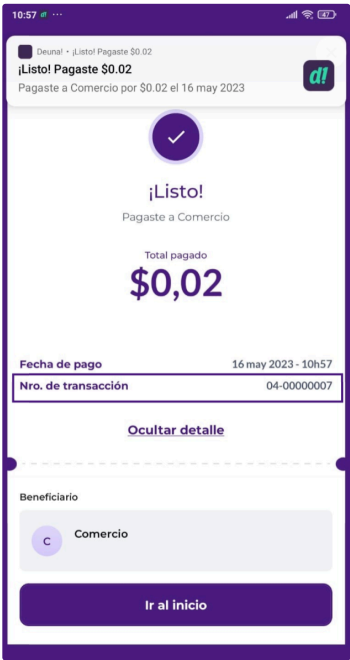 10:57 d! ... 47
Deuna! • ¡Listo! Pagaste $0.02
¡Listo! Pagaste $0.02
Pagaste a Comercio por $0.02 el 16 may 2023
d!
¡Listo!
Pagaste a Comercio
Total pagado
$0,02
Fecha de pago 16 may 2023 - 10h57
Nro. de transacción 04-00000007
Ocultar detalle
Beneficiario
C Comercio
Ir al inicio